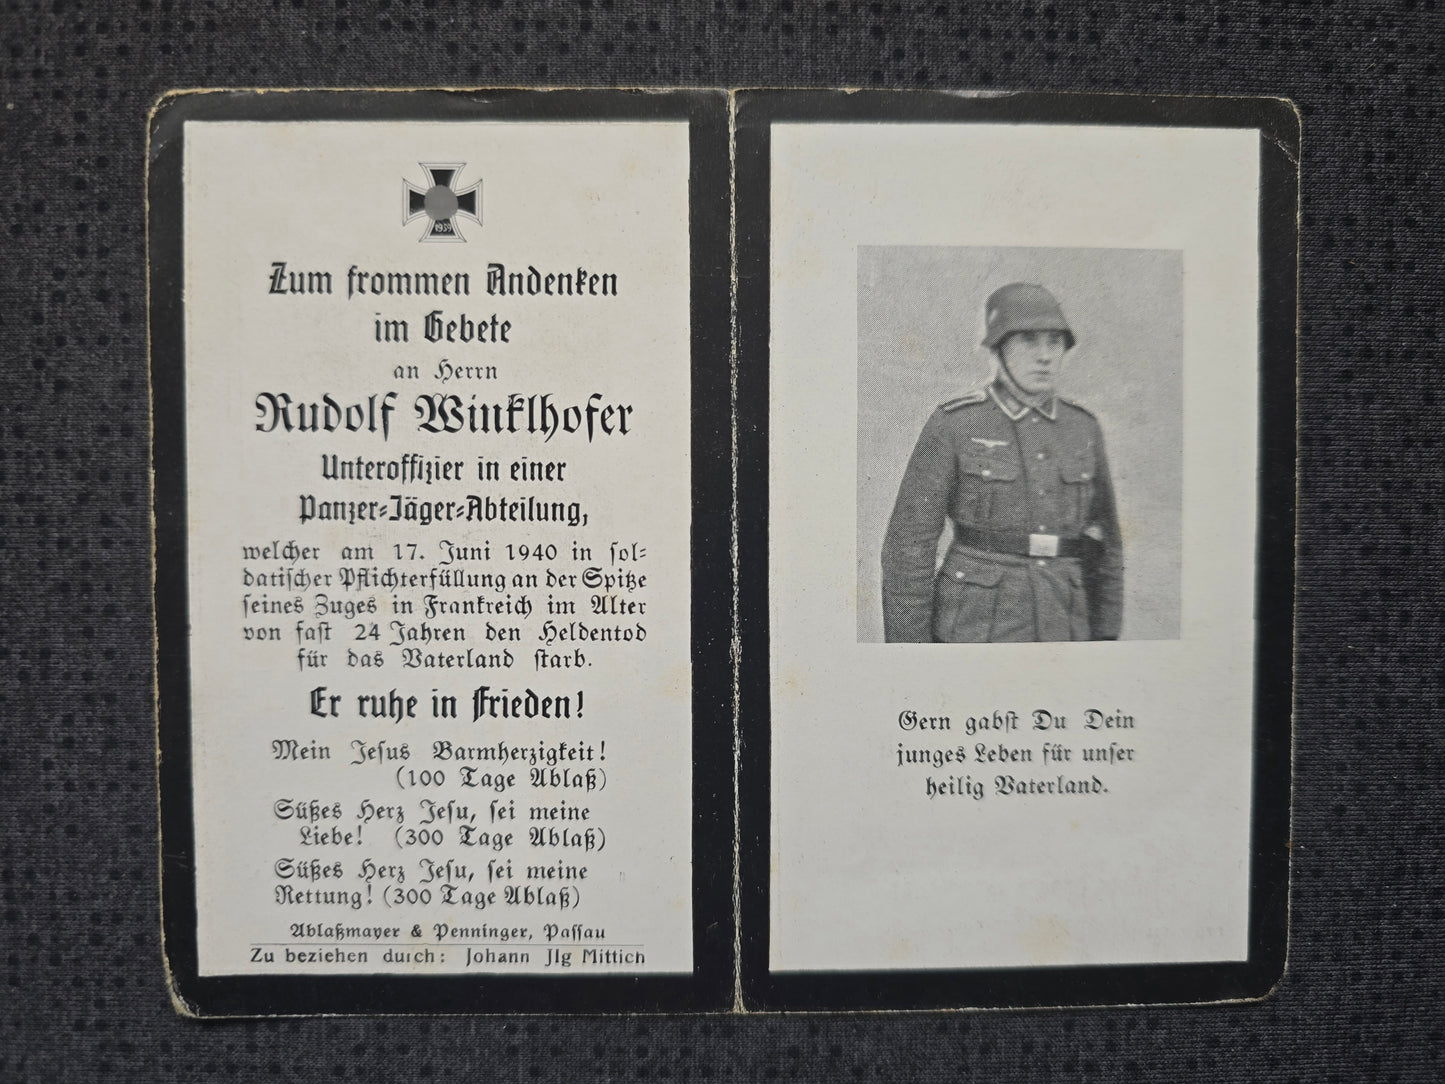 1939
Zum frommen Andenken
im Gebete
an Herrn
Rudolf Winklhofer
Unteroffizier in einer
Panzer-Jäger-Abteilung,
welcher am 17. Juni 1940 in sol-
datischer Pflichterfüllung an der Spitze
seines Zuges in Frankreich im Alter
von fast 24 Jahren den Heldentod
für das Vaterland starb.
Er ruhe in Frieden!
Mein Jesus Barmherzigkeit!
(100 Tage Ablaß)
Süßes Herz Jesu, sei meine
Liebe! (300 Tage Ablaß)
Süßes Herz Jesu, sei meine
Rettung! (300 Tage Ablaß)
Ablaßmayer & Penninger, Passau
Zu beziehen durch: Johann Jlg Mittich
Gern gabst Du Dein
junges Leben für unser
heilig Vaterland.